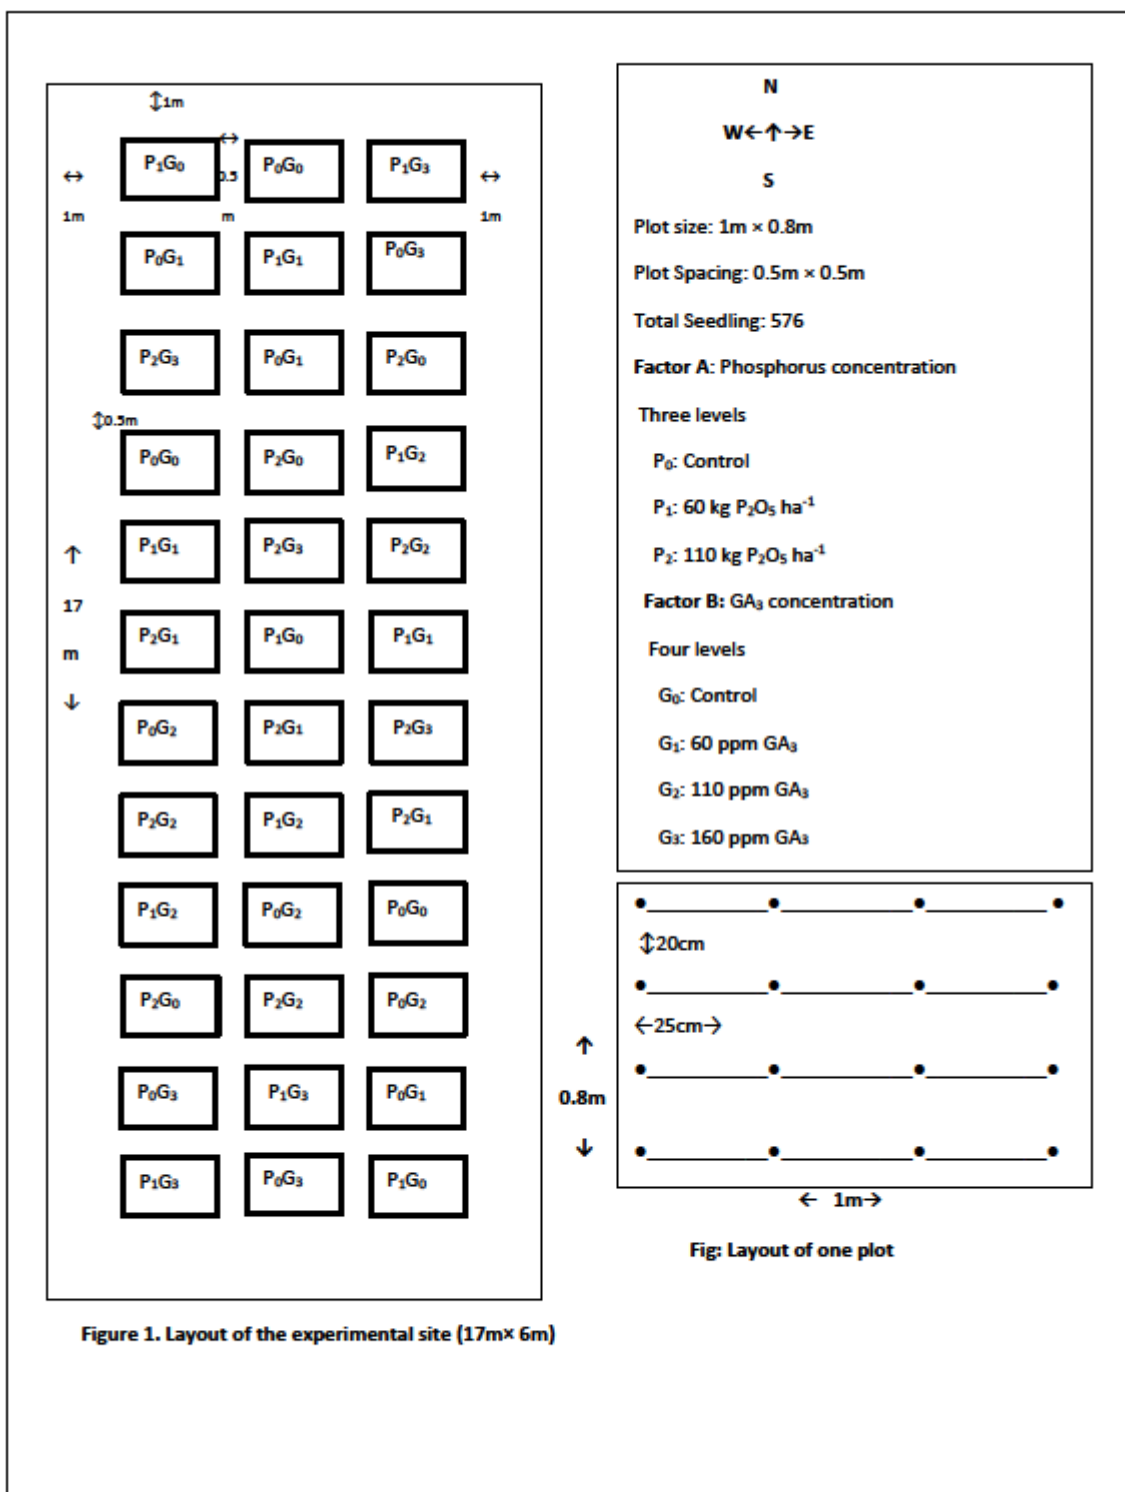 ↕1m
↔
P₁G₀ P₀G₀ P₁G₃
↔ 0.5 ↔
1m m 1m
P₀G₁ P₁G₁ P₀G₃
P₂G₃ P₀G₁ P₂G₀
↕0.5m
P₀G₀ P₂G₀ P₁G₂
P₁G₁ P₂G₃ P₂G₂
↑
17
m
↓
P₂G₁ P₁G₀ P₁G₁
P₀G₂ P₂G₁ P₂G₃
P₂G₂ P₁G₂ P₂G₁
P₁G₂ P₀G₂ P₀G₀
P₂G₀ P₂G₂ P₀G₂
P₀G₃ P₁G₃ P₀G₁
P₁G₃ P₀G₃ P₁G₀
Figure 1. Layout of the experimental site (17m× 6m)
N
W←↑→E
S
Plot size: 1m × 0.8m
Plot Spacing: 0.5m × 0.5m
Total Seedling: 576
Factor A: Phosphorus concentration
Three levels
P₀: Control
P₁: 60 kg P₂O₅ ha⁻¹
P₂: 110 kg P₂O₅ ha⁻¹
Factor B: GA₃ concentration
Four levels
G₀: Control
G₁: 60 ppm GA₃
G₂: 110 ppm GA₃
G₃: 160 ppm GA₃
↕20cm
←25cm→
↑
0.8m
↓
← 1m→
Fig: Layout of one plot